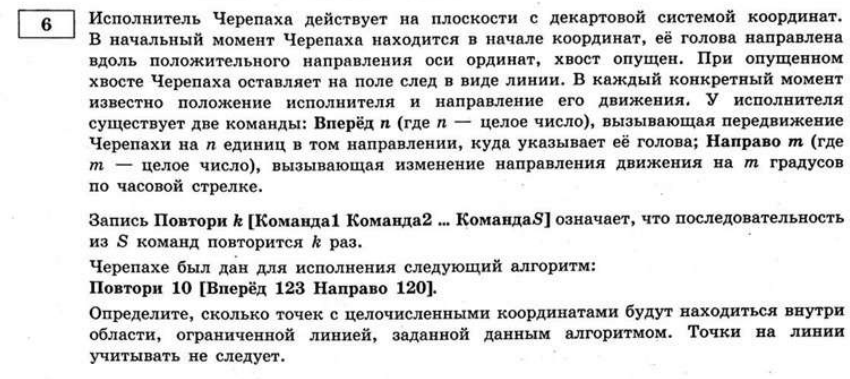 6
Исполнитель Черепаха действует на плоскости с декартовой системой координат.
В начальный момент Черепаха находится в начале координат, её голова направлена
вдоль положительного направления оси ординат, хвост опущен. При опущенном
хвосте Черепаха оставляет на поле след в виде линии. В каждый конкретный момент
известно положение исполнителя и направление его движения. У исполнителя
существует две команды: Вперёд n (где n — целое число), вызывающая передвижение
Черепахи на n единиц в том направлении, куда указывает её голова; Направо m (где
m — целое число), вызывающая изменение направления движения на m градусов
по часовой стрелке.
Запись Повтори k [Команда1 Команда2 ... КомандаS] означает, что последовательность
из S команд повторится k раз.
Черепахе был дан для исполнения следующий алгоритм:
Повтори 10 [Вперёд 123 Направо 120].
Определите, сколько точек с целочисленными координатами будут находиться внутри
области, ограниченной линией, заданной данным алгоритмом. Точки на линии
учитывать не следует.